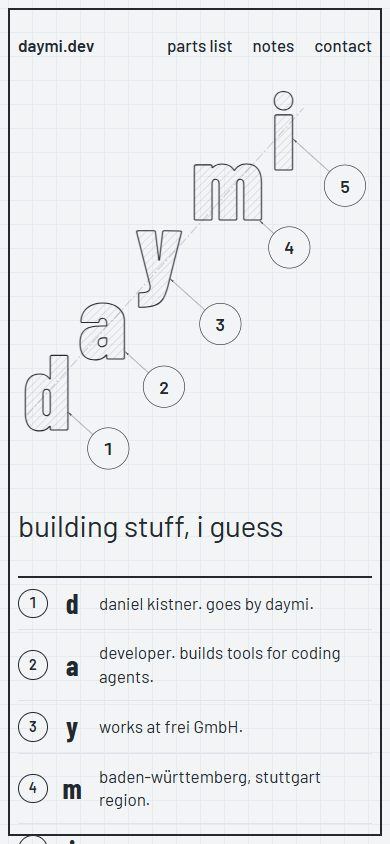 daymi.dev parts list notes contact
i
5
m
4
y
3
a
2
d
1
building stuff, i guess
1 d daniel kistner. goes by daymi.
2 a developer. builds tools for coding
agents.
3 y works at frei GmbH.
4 m baden-württemberg, stuttgart
region.